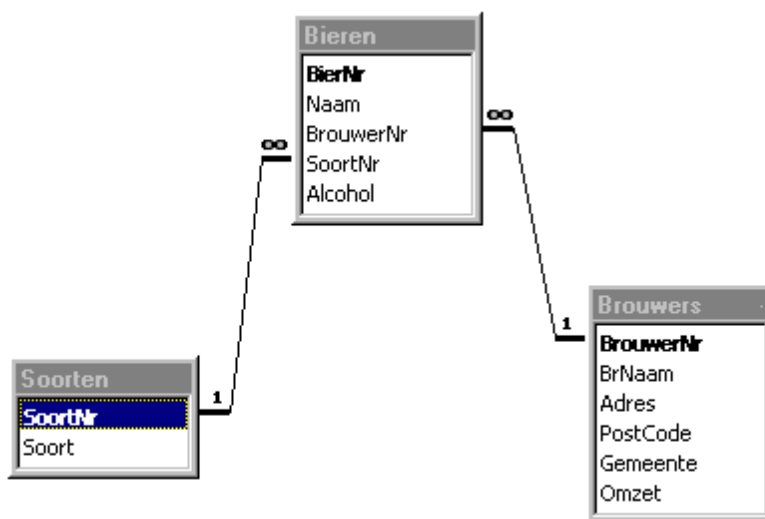 Bieren
BierNr
Naam
BrouwerNr
SoortNr
Alcohol
∞
∞
1
1
Soorten
SoortNr
Soort
Brouwers
BrouwerNr
BrNaam
Adres
PostCode
Gemeente
Omzet